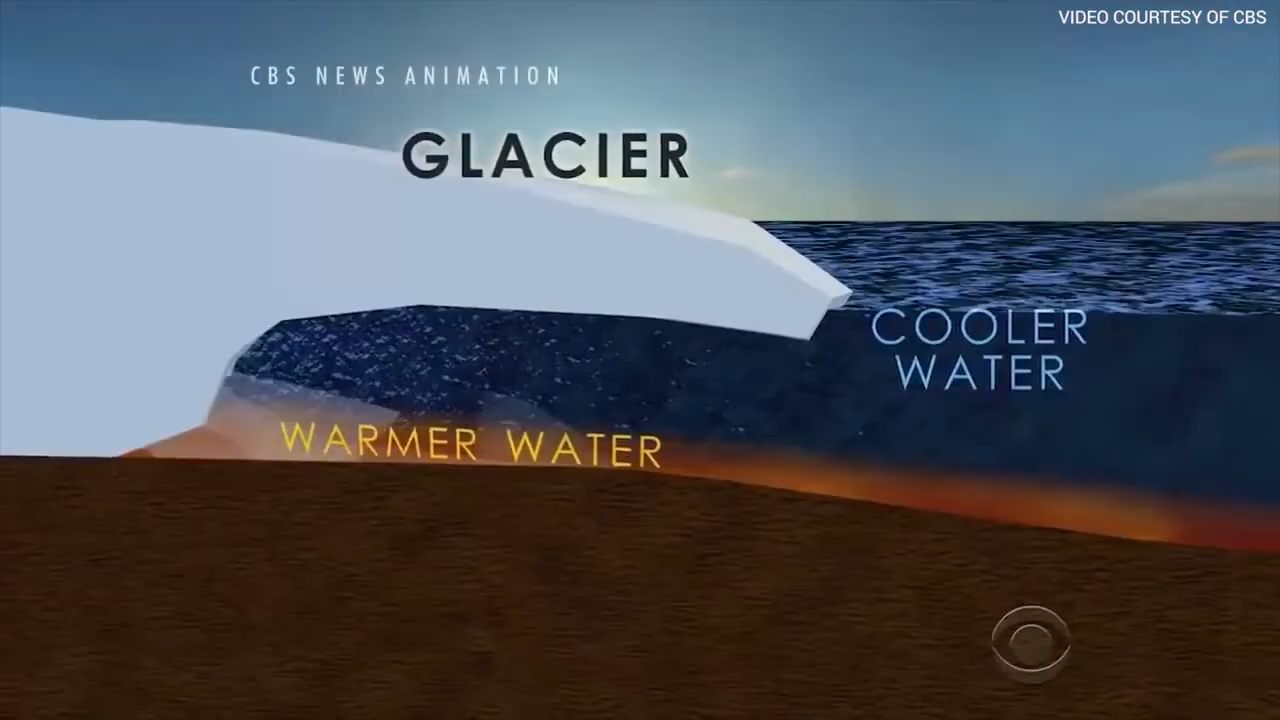 VIDEO COURTESY OF CBS
CBS NEWS ANIMATION
GLACIER
COOLER
WATER
WARMER WATER